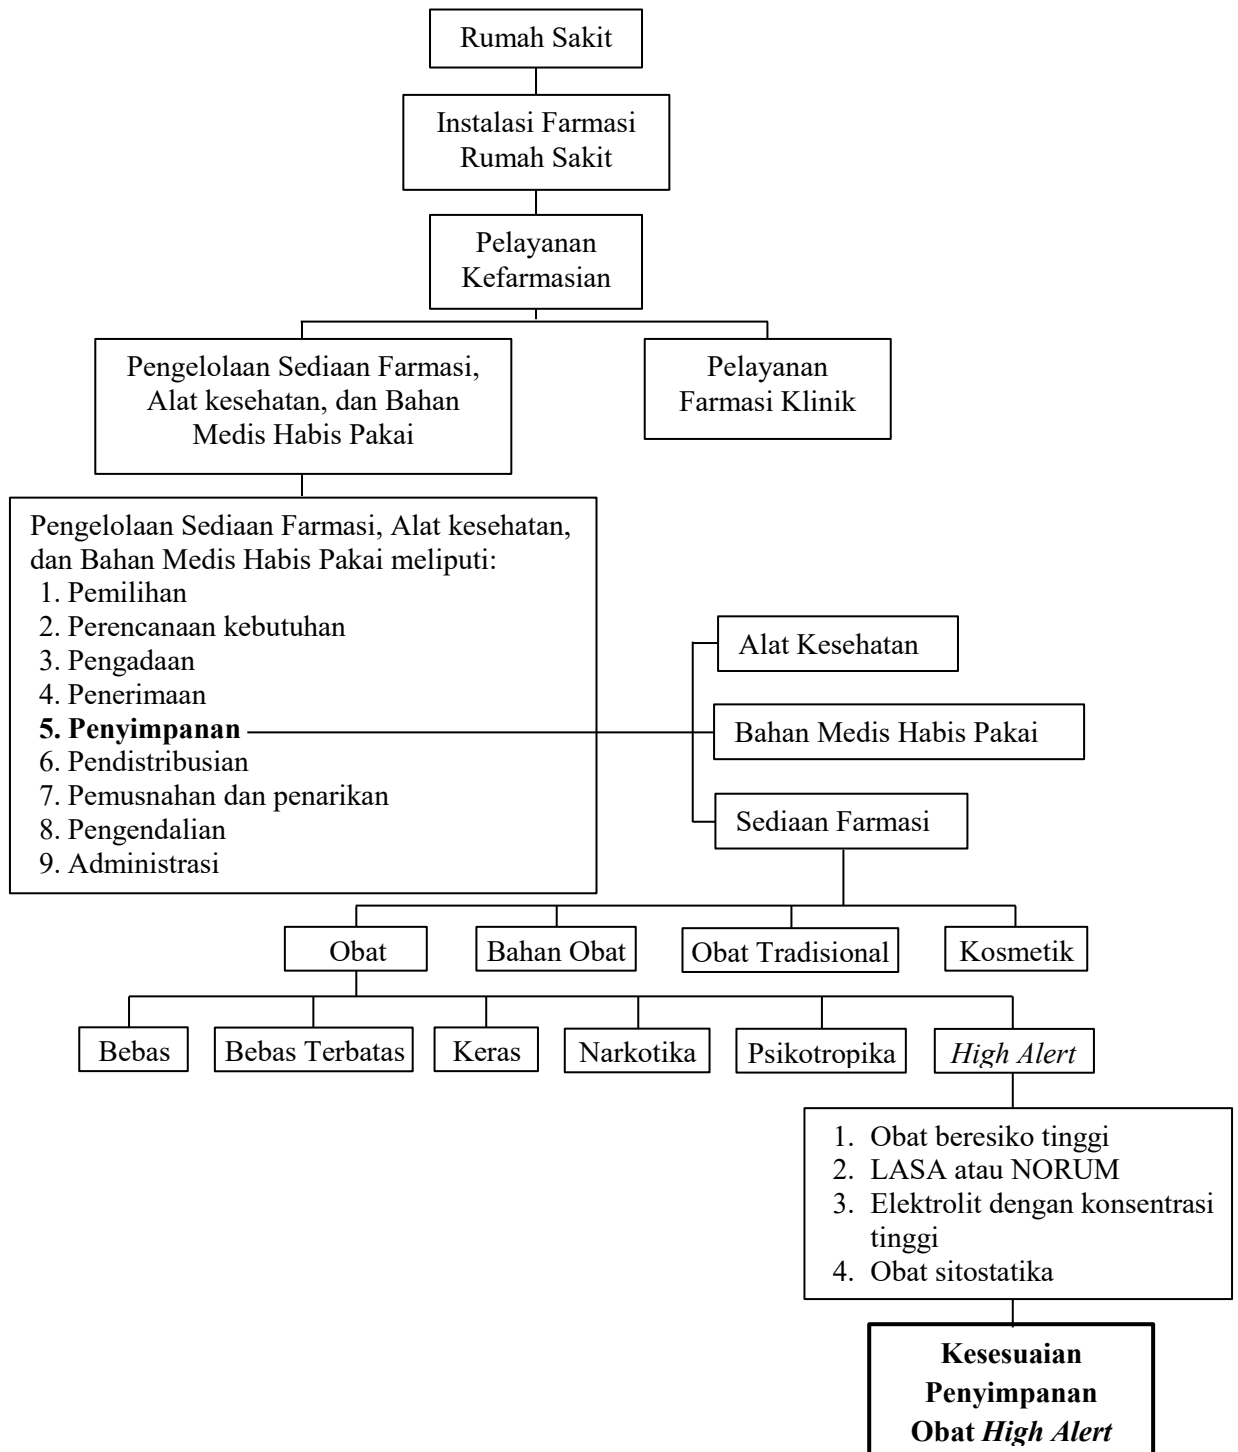 Rumah Sakit
Instalasi Farmasi
Rumah Sakit
Pelayanan
Kefarmasian
Pengelolaan Sediaan Farmasi,
Alat kesehatan, dan Bahan
Medis Habis Pakai
Pelayanan
Farmasi Klinik
Pengelolaan Sediaan Farmasi, Alat kesehatan,
dan Bahan Medis Habis Pakai meliputi:
1. Pemilihan
2. Perencanaan kebutuhan
3. Pengadaan
4. Penerimaan
5. Penyimpanan
6. Pendistribusian
7. Pemusnahan dan penarikan
8. Pengendalian
9. Administrasi
Alat Kesehatan
Bahan Medis Habis Pakai
Sediaan Farmasi
Obat
Bahan Obat
Obat Tradisional
Kosmetik
Bebas
Bebas Terbatas
Keras
Narkotika
Psikotropika
High Alert
1. Obat beresiko tinggi
2. LASA atau NORUM
3. Elektrolit dengan konsentrasi
tinggi
4. Obat sitostatika
Kesesuaian
Penyimpanan
Obat High Alert